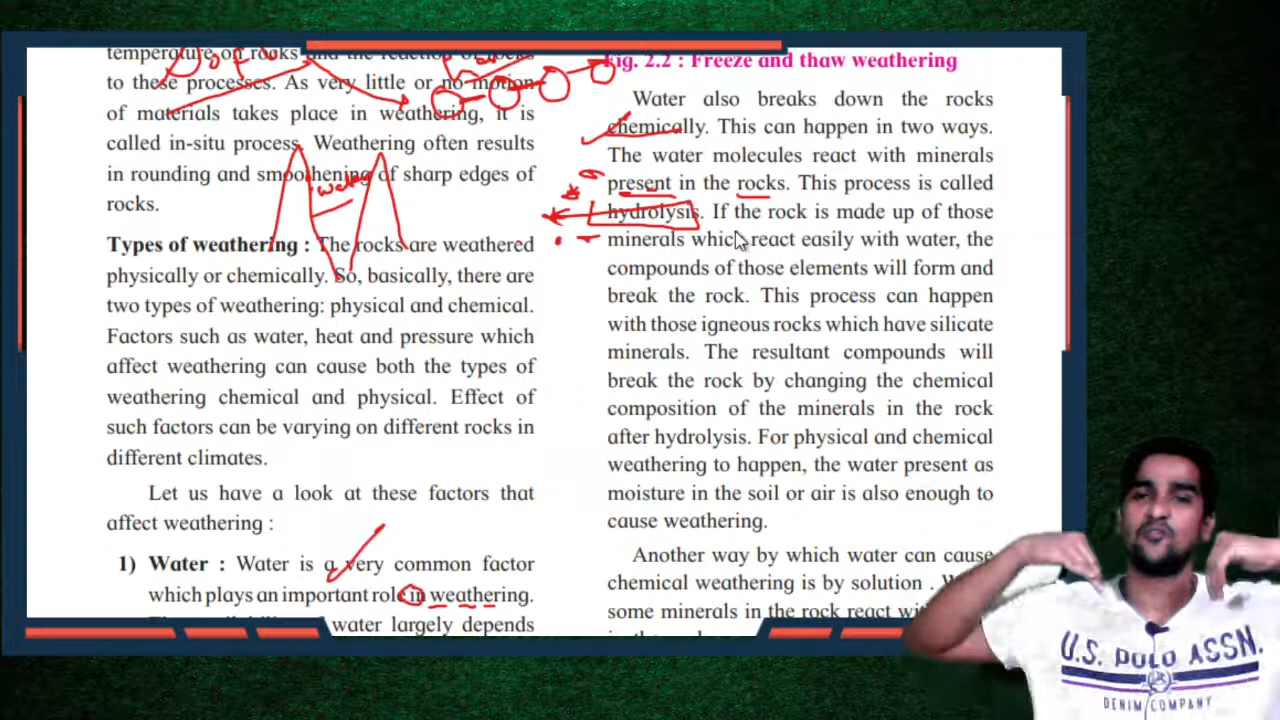 temperature on rocks and the reaction of rocks
to these processes. As very little or no motion
of materials takes place in weathering, it is
called in-situ process. Weathering often results
in rounding and smoothening of sharp edges of
rocks.
Types of weathering : The rocks are weathered
physically or chemically. So, basically, there are
two types of weathering: physical and chemical.
Factors such as water, heat and pressure which
affect weathering can cause both the types of
weathering chemical and physical. Effect of
such factors can be varying on different rocks in
different climates.
Let us have a look at these factors that
affect weathering :
1) Water : Water is a very common factor
which plays an important role in weathering.
water largely depends
water
Fig. 2.2 : Freeze and thaw weathering
Water also breaks down the rocks
chemically. This can happen in two ways.
The water molecules react with minerals
present in the rocks. This process is called
hydrolysis. If the rock is made up of those
minerals which react easily with water, the
compounds of those elements will form and
break the rock. This process can happen
with those igneous rocks which have silicate
minerals. The resultant compounds will
break the rock by changing the chemical
composition of the minerals in the rock
after hydrolysis. For physical and chemical
weathering to happen, the water present as
moisture in the soil or air is also enough to
cause weathering.
Another way by which water can cause
chemical weathering is by solution .
some minerals in the rock react
U.S. POLO ASSN.
DENIM COMPANY